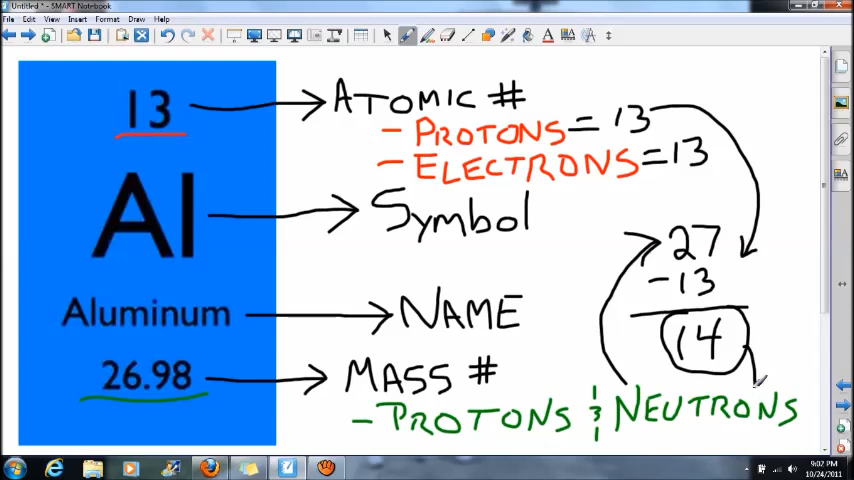 Untitled * - SMART Notebook
File Edit View Insert Format Draw Help
13
ATOMIC #
- PROTONS = 13
- ELECTRONS = 13
Al
Symbol
27
- 13
14
Aluminum
NAME
26.98
MASS #
- PROTONS & NEUTRONS
9:02 PM
10/24/2011